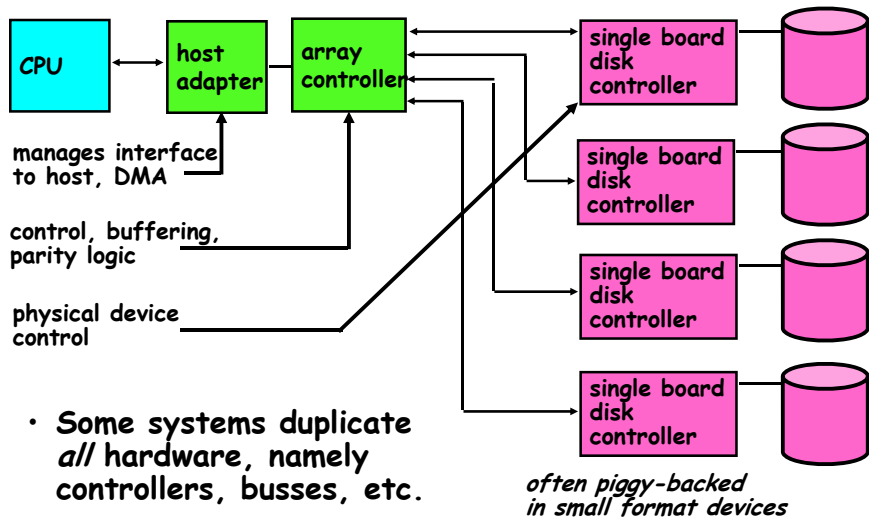 CPU
host
adapter
array
controller
single board
disk
controller
manages interface
to host, DMA
single board
disk
controller
control, buffering,
parity logic
single board
disk
controller
physical device
control
single board
disk
controller
· Some systems duplicate
all hardware, namely
controllers, busses, etc.
often piggy-backed
in small format devices